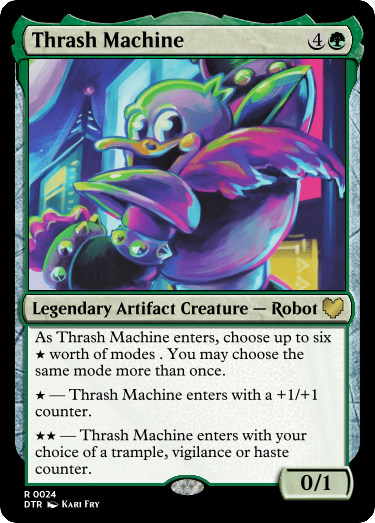 Thrash Machine 4
Legendary Artifact Creature — Robot
As Thrash Machine enters, choose up to six
★ worth of modes . You may choose the
same mode more than once.
★ — Thrash Machine enters with a +1/+1
counter.
★★ — Thrash Machine enters with your
choice of a trample, vigilance or haste
counter.
0/1
R 0024
DTR Kari Fry